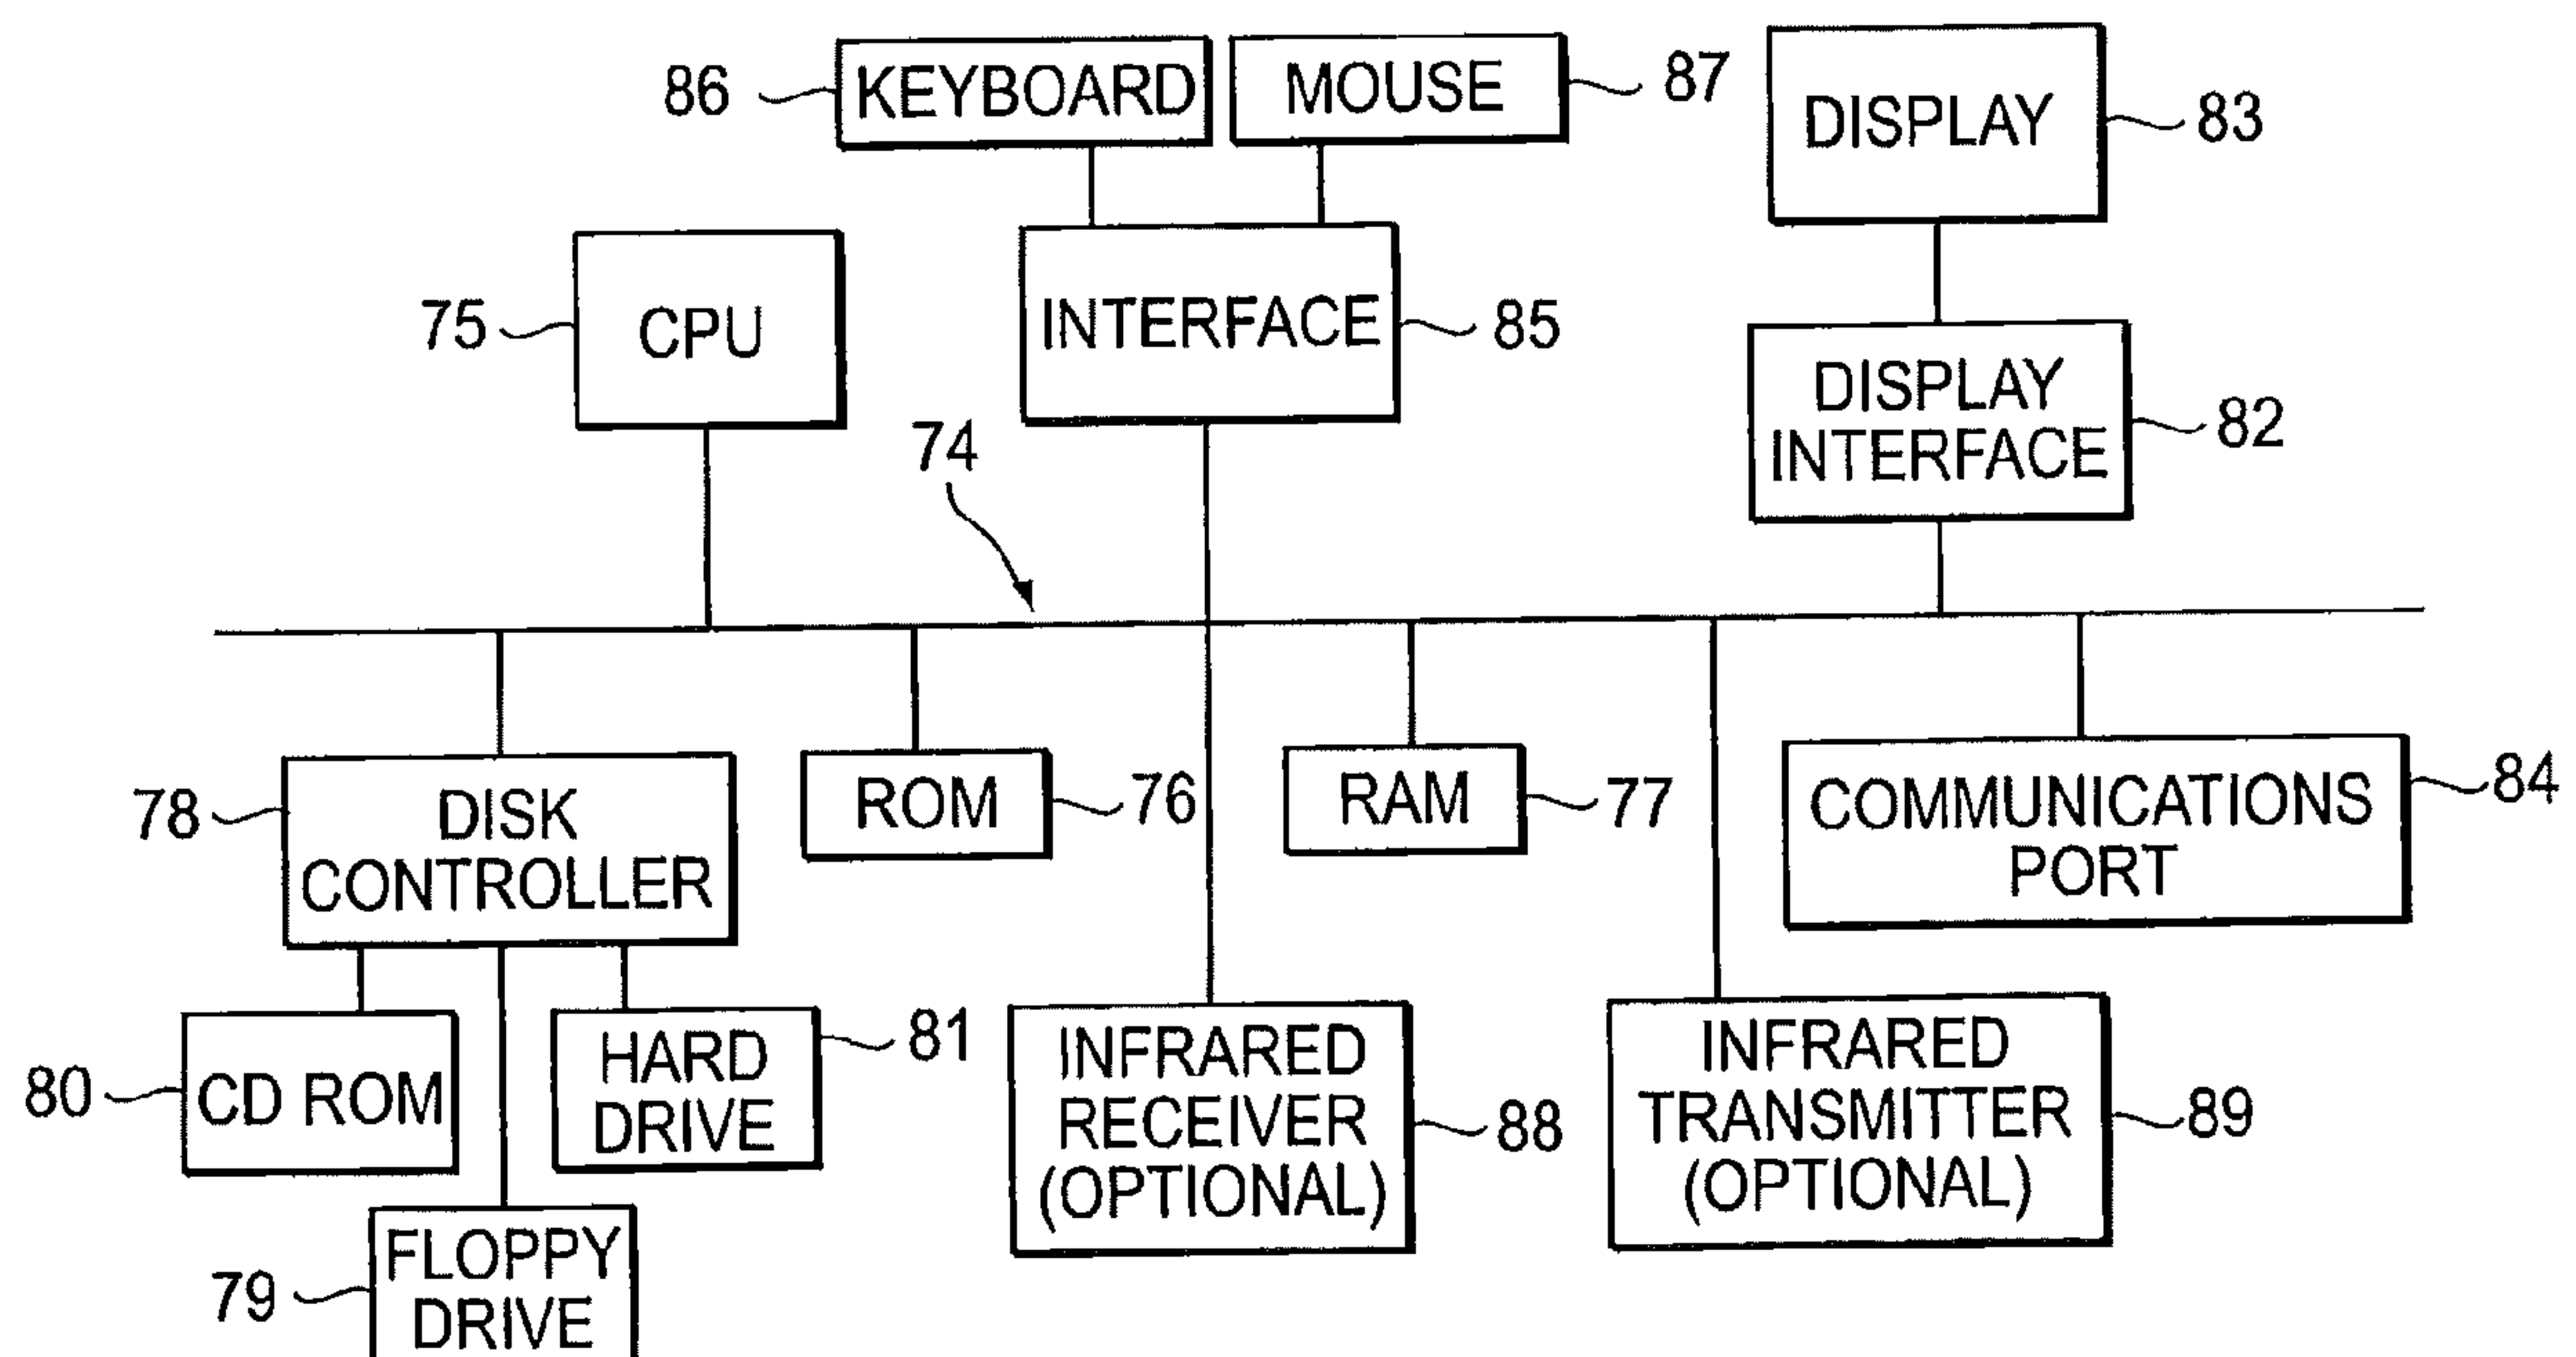 86
KEYBOARD
MOUSE
87
DISPLAY
83
75
CPU
INTERFACE
85
DISPLAY
INTERFACE
82
74
78
DISK
CONTROLLER
ROM
76
RAM
77
COMMUNICATIONS
PORT
84
80
CD ROM
HARD
DRIVE
81
INFRARED
RECEIVER
(OPTIONAL)
88
INFRARED
TRANSMITTER
(OPTIONAL)
89
79
FLOPPY
DRIVE